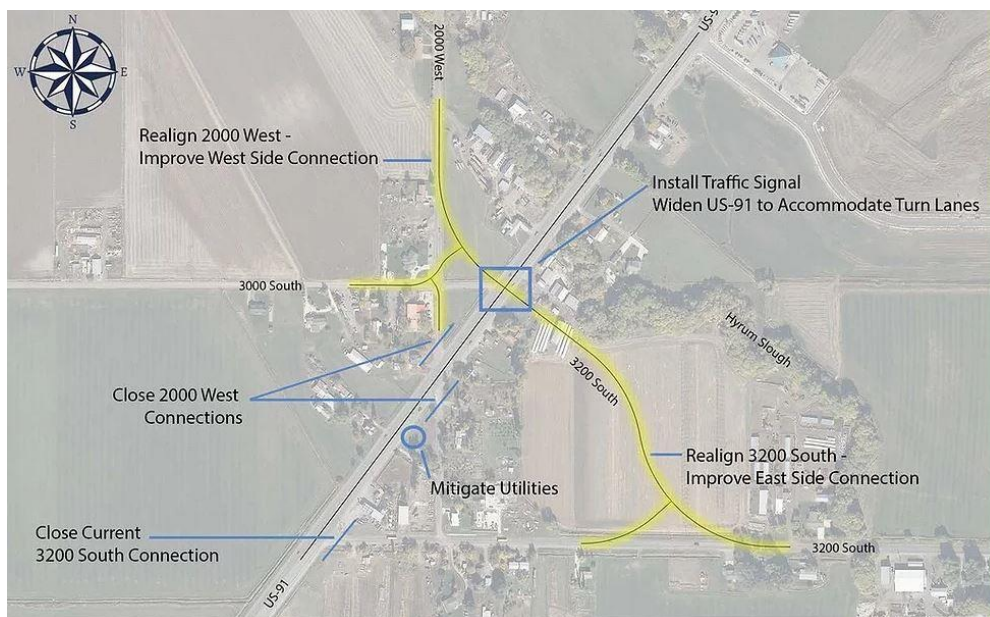 N
W
E
S
2000 West
US-9
Realign 2000 West -
Improve West Side Connection
Install Traffic Signal
Widen US-91 to Accommodate Turn Lanes
3000 South
Hyrum Slough
3200 South
Close 2000 West
Connections
Realign 3200 South -
Improve East Side Connection
Mitigate Utilities
Close Current
3200 South Connection
3200 South
US-91